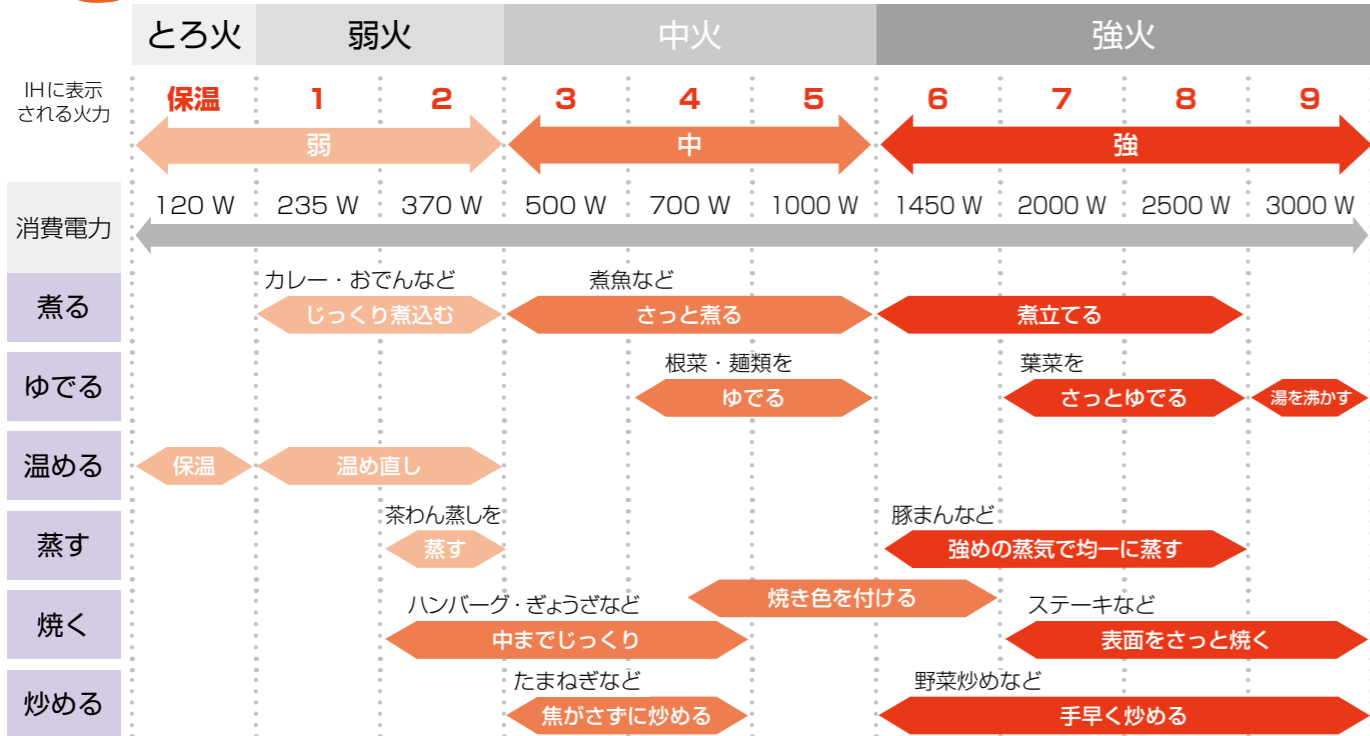 とろ火 弱火 中火 強火
IHに表示
される火力
保温 1 2 3 4 5 6 7 8 9
弱 中 強
消費電力
120 W 235 W 370 W 500 W 700 W 1000 W 1450 W 2000 W 2500 W 3000 W
煮る
カレー・おでんなど 煮魚など
じっくり煮込む さっと煮る 煮立てる
ゆでる
根菜・麺類を 葉菜を
ゆでる さっとゆでる 湯を沸かす
温める
保温 温め直し
蒸す
茶わん蒸しを 豚まんなど
蒸す 強めの蒸気で均一に蒸す
焼く
焼き色を付ける
ハンバーグ・ぎょうざなど ステーキなど
中までじっくり 表面をさっと焼く
炒める
たまねぎなど 野菜炒めなど
焦がさずに炒める 手早く炒める